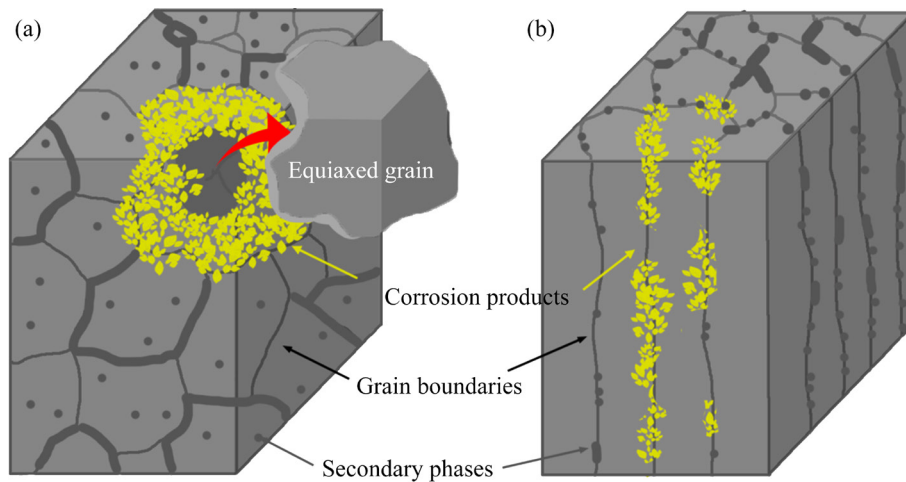 (a)
(b)
Equiaxed grain
Corrosion products
Grain boundaries
Secondary phases